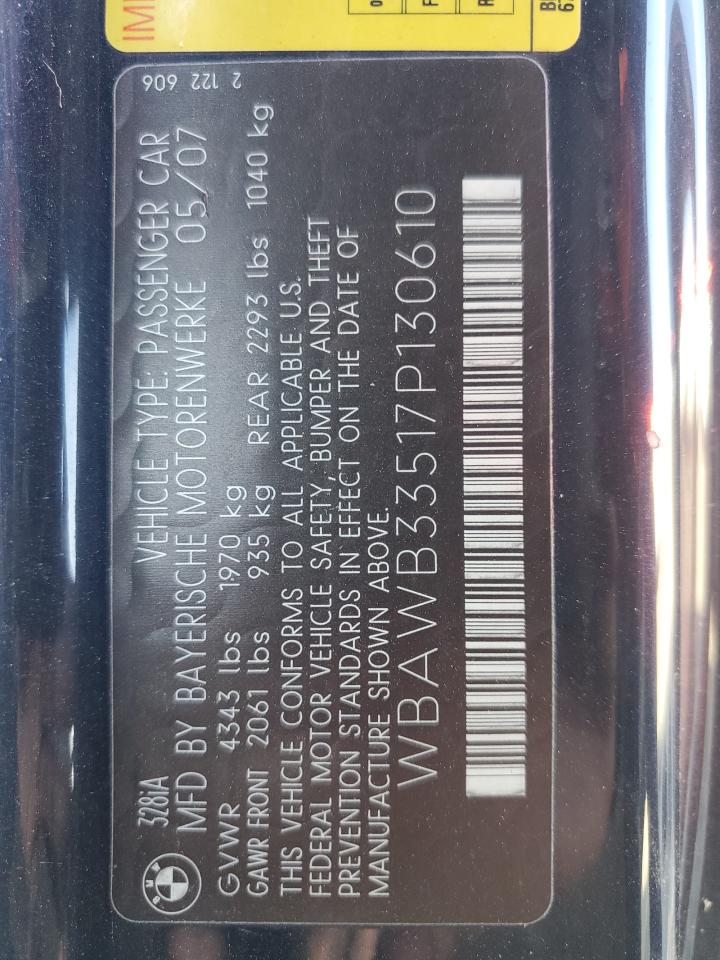 IM
BMW
328iA VEHICLE TYPE: PASSENGER CAR
MFD BY BAYERISCHE MOTORENWERKE 05/07
GVWR 4343 lbs 1970 kg
GAWR FRONT 2061 lbs 935 kg REAR 2293 lbs 1040 kg
THIS VEHICLE CONFORMS TO ALL APPLICABLE U.S.
FEDERAL MOTOR VEHICLE SAFETY, BUMPER AND THEFT
PREVENTION STANDARDS IN EFFECT ON THE DATE OF
MANUFACTURE SHOWN ABOVE.
WBAWB33517P130610
2 122 606